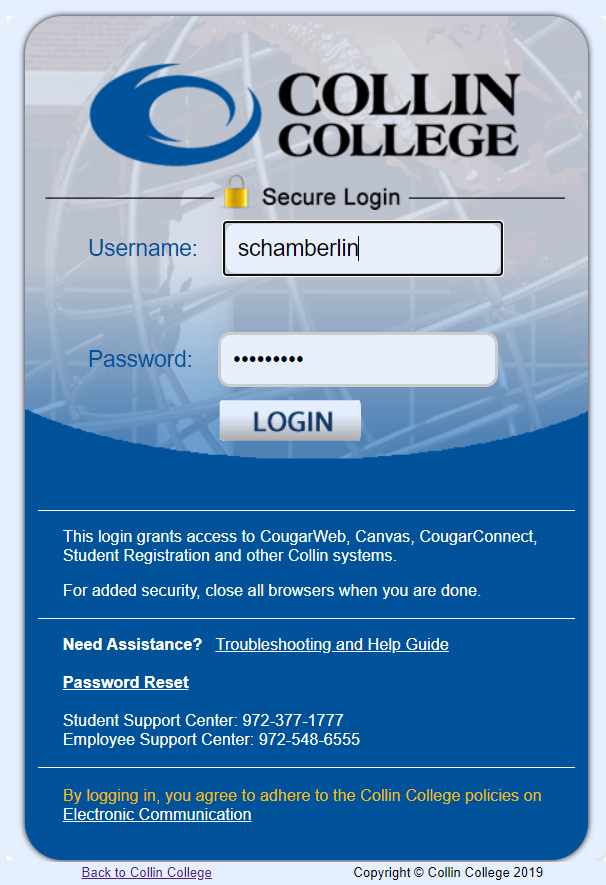 COLLIN
COLLEGE
Secure Login
Username:
schamberlin
Password:
•••••••••
LOGIN
This login grants access to CougarWeb, Canvas, CougarConnect,
Student Registration and other Collin systems.
For added security, close all browsers when you are done.
Need Assistance? Troubleshooting and Help Guide
Password Reset
Student Support Center: 972-377-1777
Employee Support Center: 972-548-6555
By logging in, you agree to adhere to the Collin College policies on
Electronic Communication
Back to Collin College Copyright © Collin College 2019